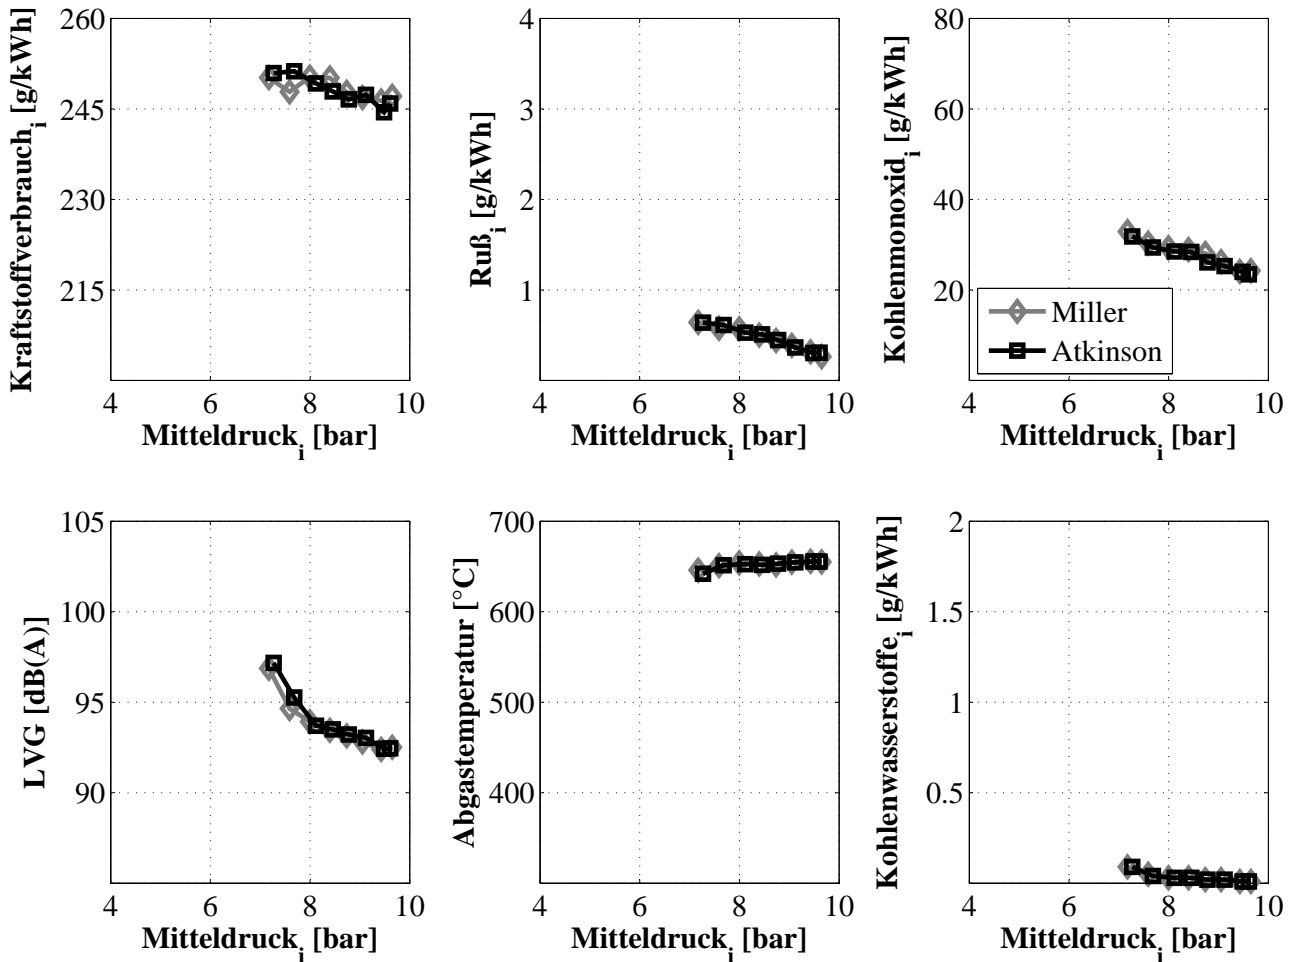 Kraftstoffverbrauch_i [g/kWh]
260
245
230
215
4 6 8 10
Mitteldruck_i [bar]
Ruß_i [g/kWh]
4
3
2
1
4 6 8 10
Mitteldruck_i [bar]
Kohlenmonoxid_i [g/kWh]
80
60
40
20
4 6 8 10
Mitteldruck_i [bar]
Miller
Atkinson
LVG [dB(A)]
105
100
95
90
4 6 8 10
Mitteldruck_i [bar]
Abgastemperatur [°C]
700
600
500
400
4 6 8 10
Mitteldruck_i [bar]
Kohlenwasserstoffe_i [g/kWh]
2
1.5
1
0.5
4 6 8 10
Mitteldruck_i [bar]